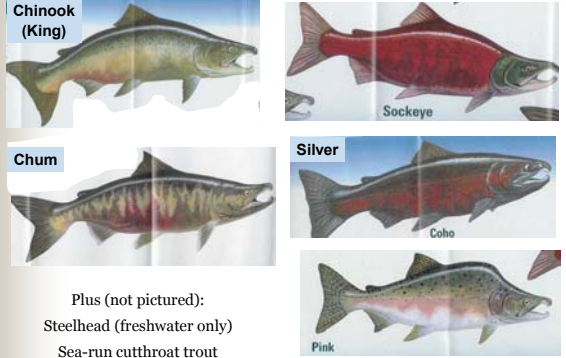 Chinook
(King)
Sockeye
Chum
Silver
Coho
Plus (not pictured):
Steelhead (freshwater only)
Sea-run cutthroat trout
Pink